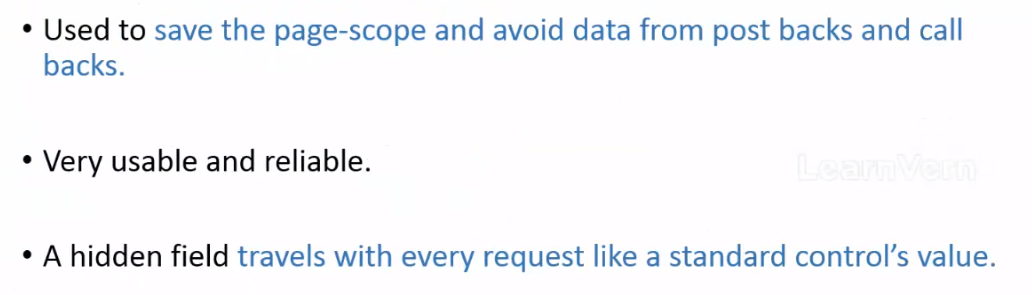 • Used to save the page-scope and avoid data from post backs and call
backs.
• Very usable and reliable.
LearnVern
• A hidden field travels with every request like a standard control’s value.